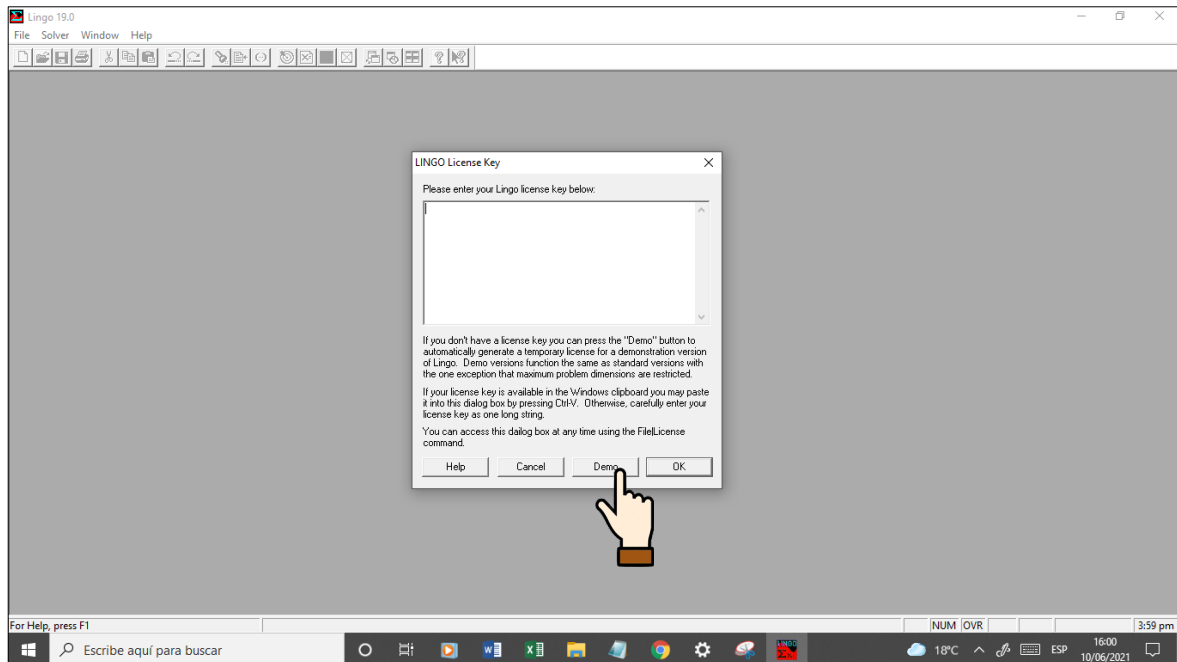 Lingo 19.0
File Solver Window Help
LINGO License Key
Please enter your Lingo license key below:
If you don't have a license key you can press the "Demo" button to
automatically generate a temporary license for a demonstration version
of Lingo. Demo versions function the same as standard versions with
the one exception that maximum problem dimensions are restricted.
If your license key is available in the Windows clipboard you may paste
it into this dialog box by pressing Ctrl-V. Otherwise, carefully enter your
license key as one long string.
You can access this dailog box at any time using the File|License
command.
Help Cancel Demo OK
For Help, press F1 NUM OVR 3:59 pm
Escribe aquí para buscar 18°C ESP 16:00
10/06/2021